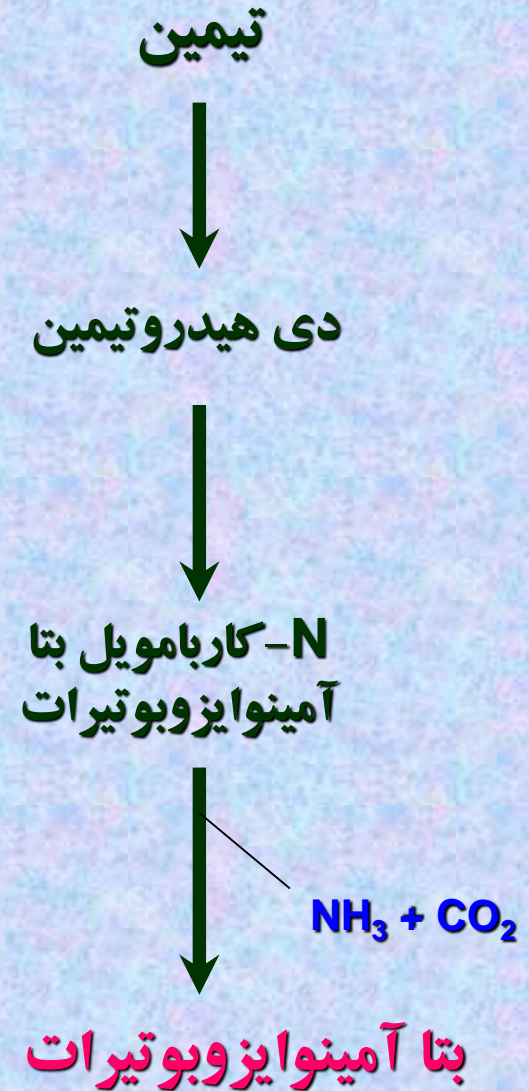 تیمین
دی هیدروتیمین
N-کاربامویل بتا
آمینوایزوبوتیرات
NH₃ + CO₂
بتا آمینوایزوبوتیرات